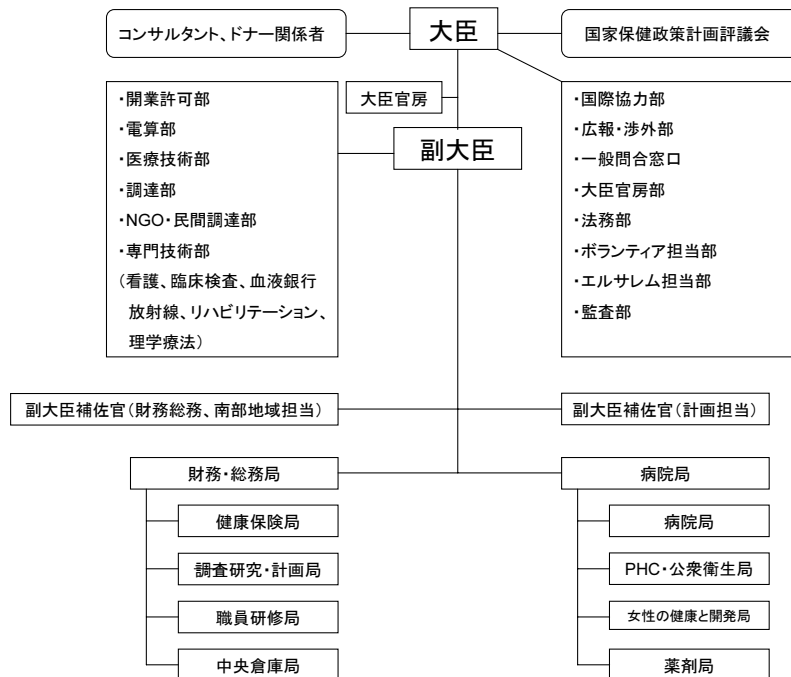 コンサルタント、ドナー関係者
大臣
国家保健政策計画評議会
・開業許可部
・電算部
・医療技術部
・調達部
・NGO・民間調達部
・専門技術部
(看護、臨床検査、血液銀行
放射線、リハビリテーション、
理学療法)
大臣官房
副大臣
・国際協力部
・広報・渉外部
・一般問合窓口
・大臣官房部
・法務部
・ボランティア担当部
・エルサレム担当部
・監査部
副大臣補佐官(財務総務、南部地域担当)
副大臣補佐官(計画担当)
財務・総務局
健康保険局
調査研究・計画局
職員研修局
中央倉庫局
病院局
病院局
PHC・公衆衛生局
女性の健康と開発局
薬剤局